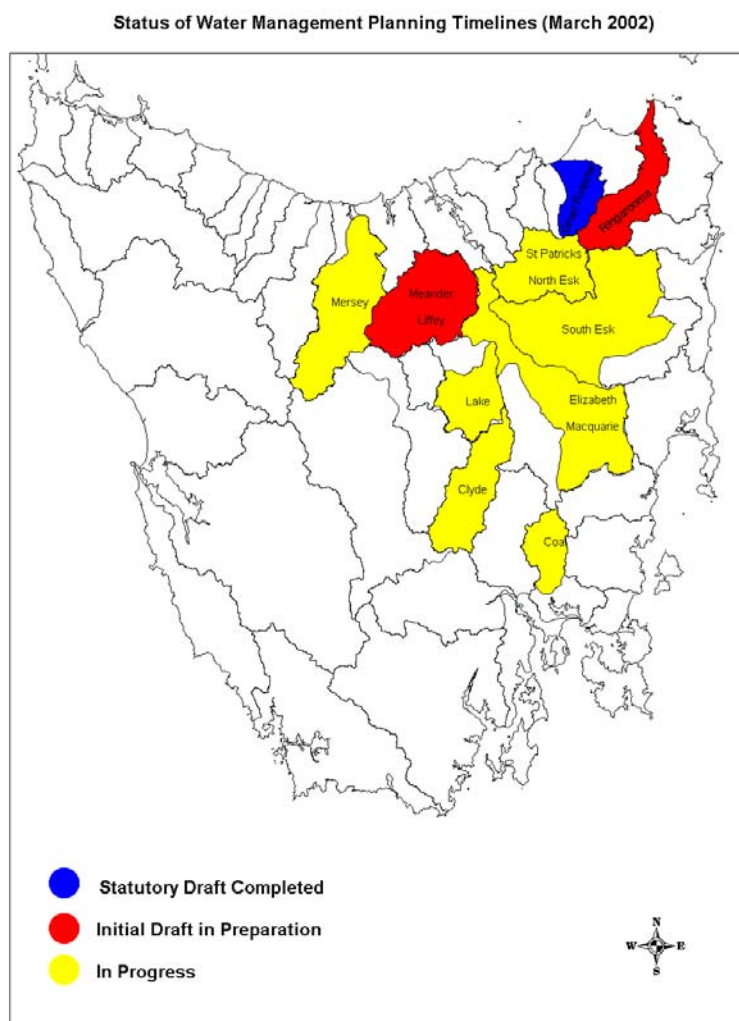 Status of Water Management Planning Timelines (March 2002)
Ringarooma
St Patricks
North Esk
Meander
Liffey
Mersey
South Esk
Lake
Elizabeth
Macquarie
Clyde
Coal
Statutory Draft Completed
Initial Draft in Preparation
In Progress
N
W E
S